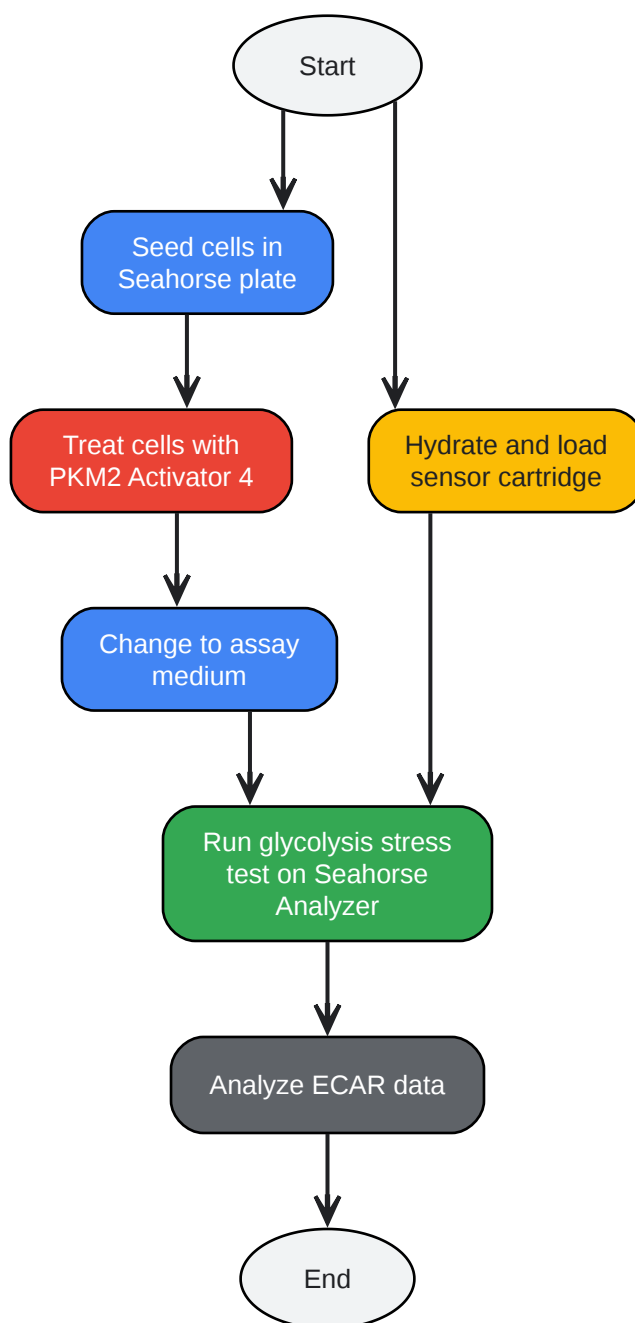 Start
Seed cells in
Seahorse plate
Treat cells with
PKM2 Activator 4
Hydrate and load
sensor cartridge
Change to assay
medium
Run glycolysis stress
test on Seahorse
Analyzer
Analyze ECAR data
End